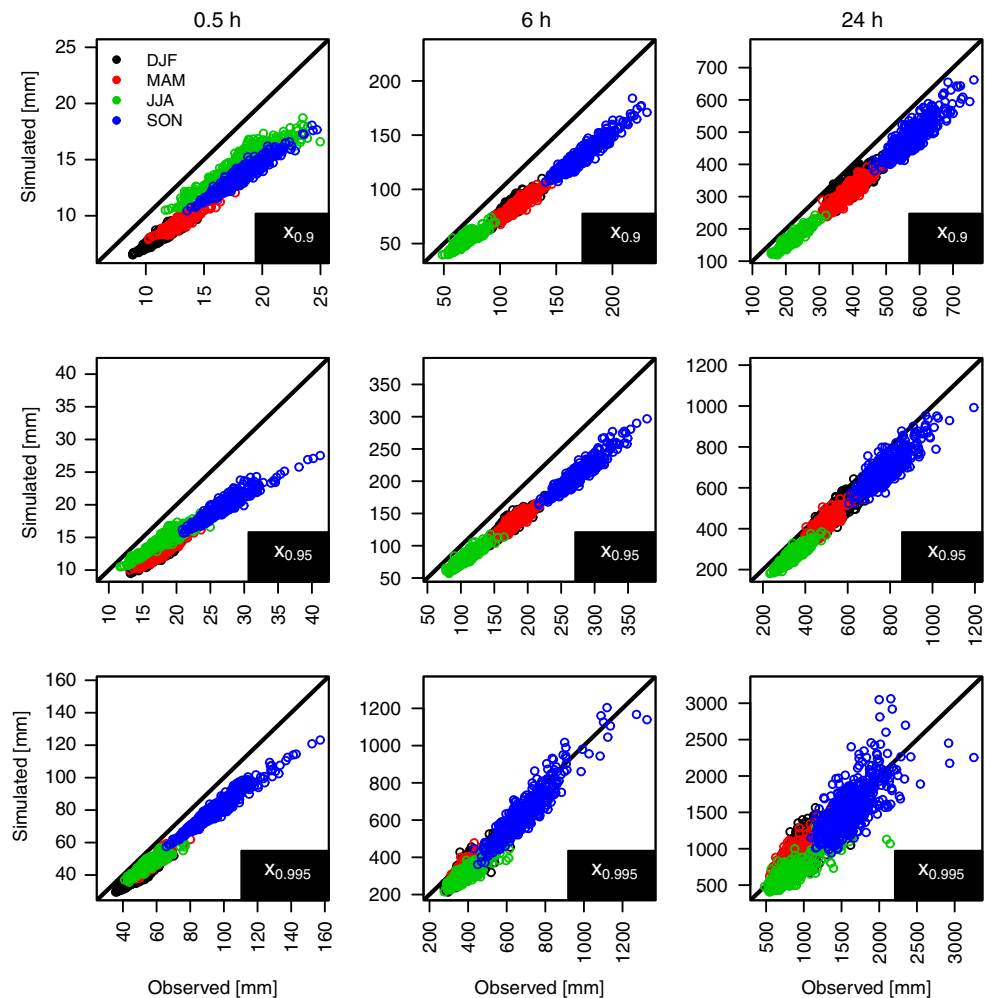 0.5 h 6 h 24 h
Simulated [mm]
25
20
15
10
DJF
MAM
JJA
SON
x0.9
10 15 20 25
200
150
100
50
x0.9
50 100 150 200
700
600
500
400
300
200
100
x0.9
100 200 300 400 500 600 700
Simulated [mm]
40
35
30
25
20
15
10
x0.95
10 15 20 25 30 35 40
350
300
250
200
150
100
50
x0.95
50 100 150 200 250 300 350
1200
1000
800
600
400
200
x0.95
200 400 600 800 1000 1200
Simulated [mm]
160
140
120
100
80
60
40
x0.995
40 60 80 100 120 140 160
Observed [mm]
1200
1000
800
600
400
200
x0.995
200 400 600 800 1000 1200
Observed [mm]
3000
2500
2000
1500
1000
500
x0.995
500 1000 1500 2000 2500 3000
Observed [mm]